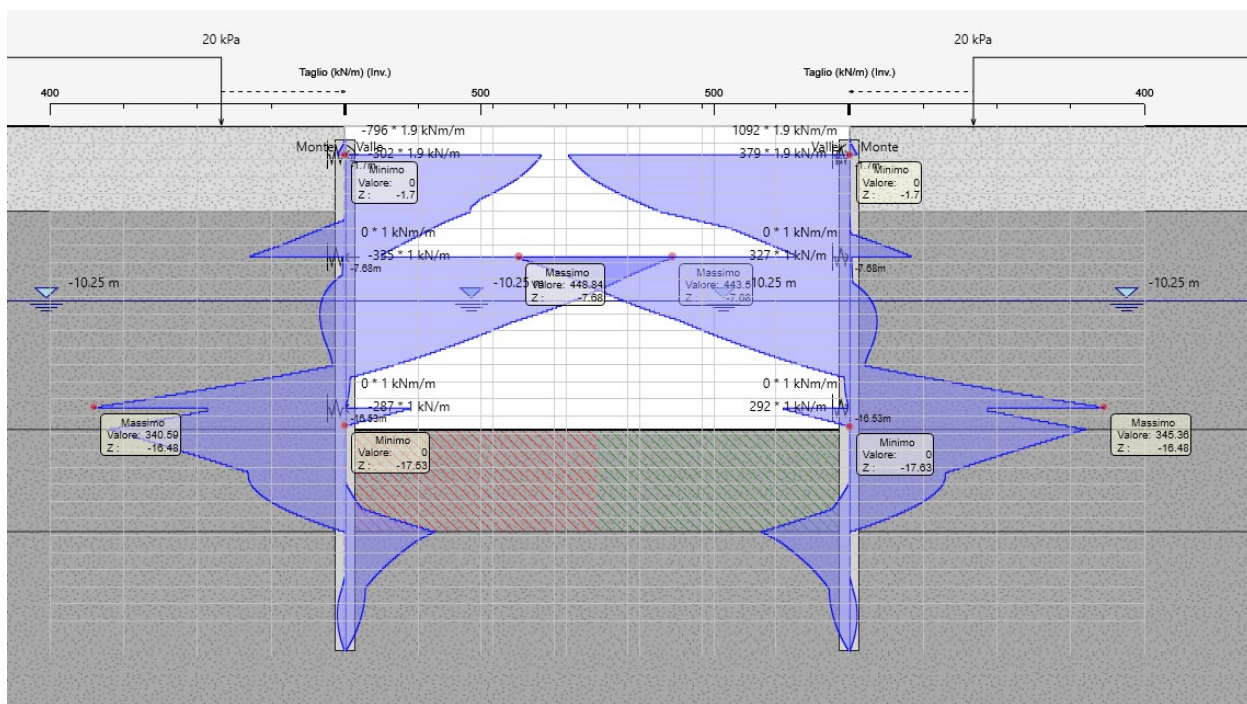 20 kPa
20 kPa
Taglio (kN/m) (Inv.)
Taglio (kN/m) (Inv.)
400
500
500
400
-796 * 1.9 kNm/m
1092 * 1.9 kNm/m
Monte
Valle
-302 * 1.9 kN/m
379 * 1.9 kN/m
Valle
Monte
-1.7m
-1.7m
Minimo
Valore: 0
Z : -1.7
Minimo
Valore: 0
Z : -1.7
0 * 1 kNm/m
0 * 1 kNm/m
-335 * 1 kN/m
327 * 1 kN/m
-7.68m
-7.68m
Massimo
Valore: 448.84
Z : -7.68
Massimo
Valore: 443.5
Z :
-10.25 m
-10.25
-10.25 m
-10.25 m
0 * 1 kNm/m
0 * 1 kNm/m
-287 * 1 kN/m
292 * 1 kN/m
-16.53m
-16.53m
Massimo
Valore: 340.59
Z : -16.48
Minimo
Valore: 0
Z : -17.53
Minimo
Valore: 0
Z : -17.63
Massimo
Valore: 345.36
Z : -16.48